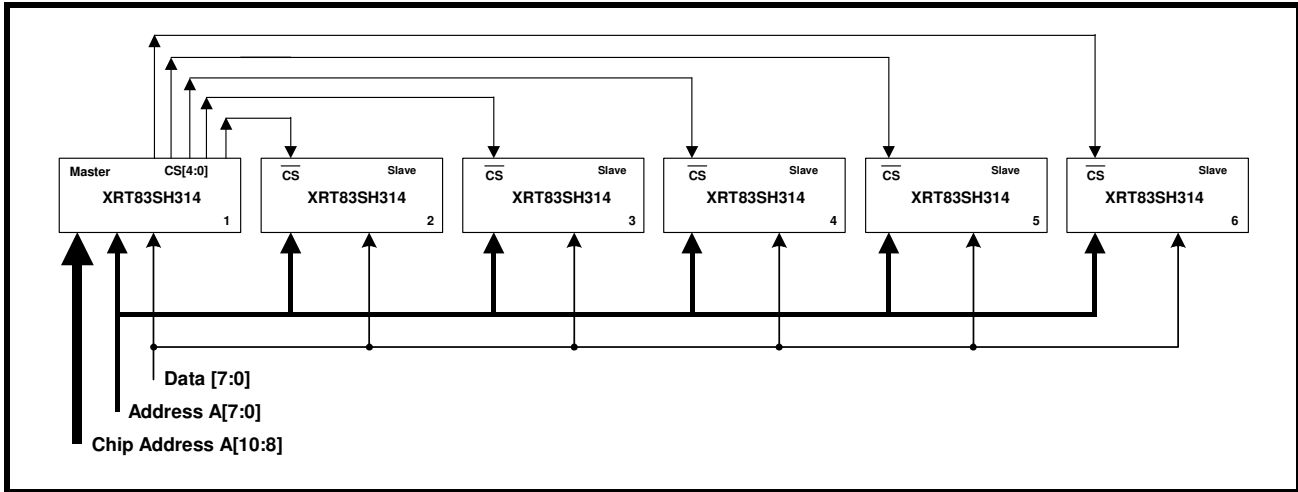 Master CS[4:0]
XRT83SH314
1
CS Slave
XRT83SH314
2
CS Slave
XRT83SH314
3
CS Slave
XRT83SH314
4
CS Slave
XRT83SH314
5
CS Slave
XRT83SH314
6
Data [7:0]
Address A[7:0]
Chip Address A[10:8]